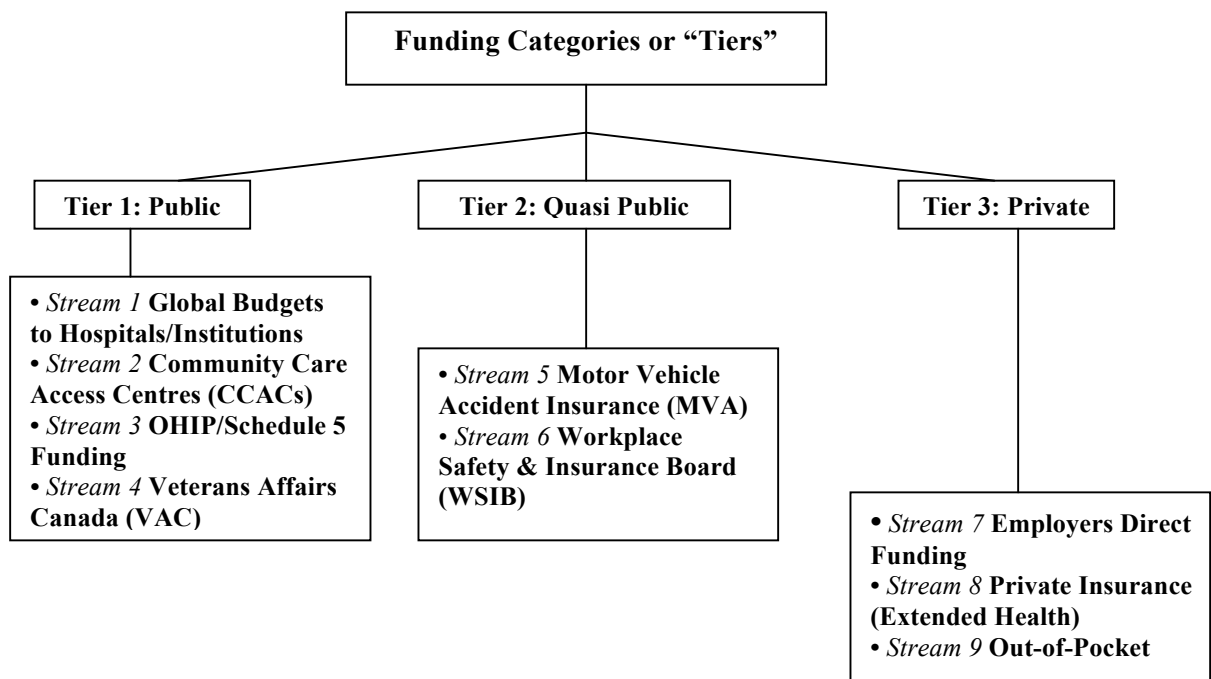 Funding Categories or “Tiers”
Tier 1: Public
• Stream 1 Global Budgets
to Hospitals/Institutions
• Stream 2 Community Care
Access Centres (CCACs)
• Stream 3 OHIP/Schedule 5
Funding
• Stream 4 Veterans Affairs
Canada (VAC)
Tier 2: Quasi Public
• Stream 5 Motor Vehicle
Accident Insurance (MVA)
• Stream 6 Workplace
Safety & Insurance Board
(WSIB)
Tier 3: Private
• Stream 7 Employers Direct
Funding
• Stream 8 Private Insurance
(Extended Health)
• Stream 9 Out-of-Pocket